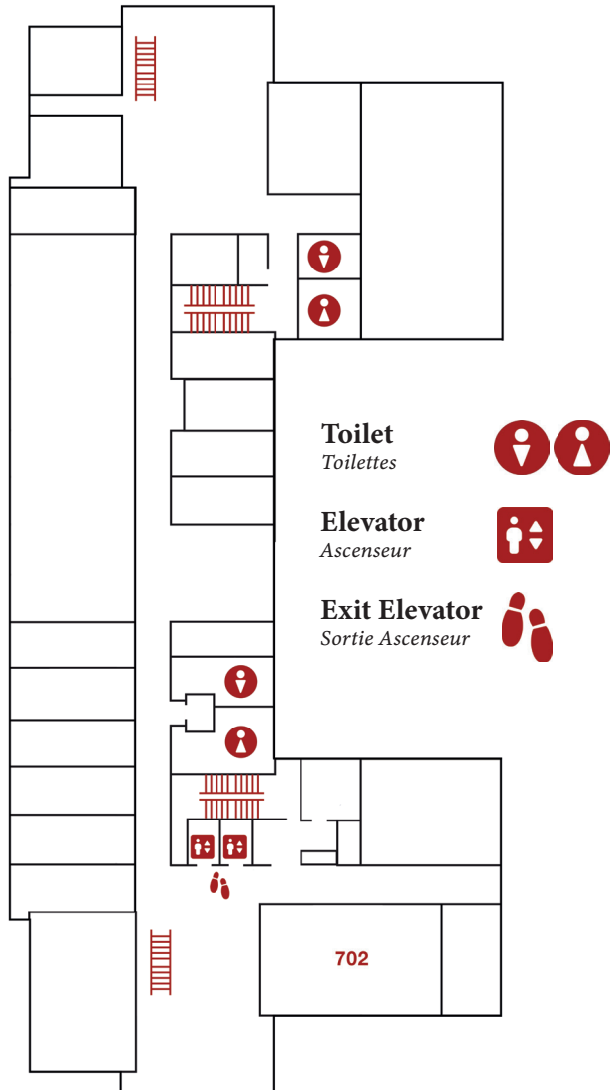 Toilet
Toilettes
Elevator
Ascenseur
Exit Elevator
Sortie Ascenseur
702